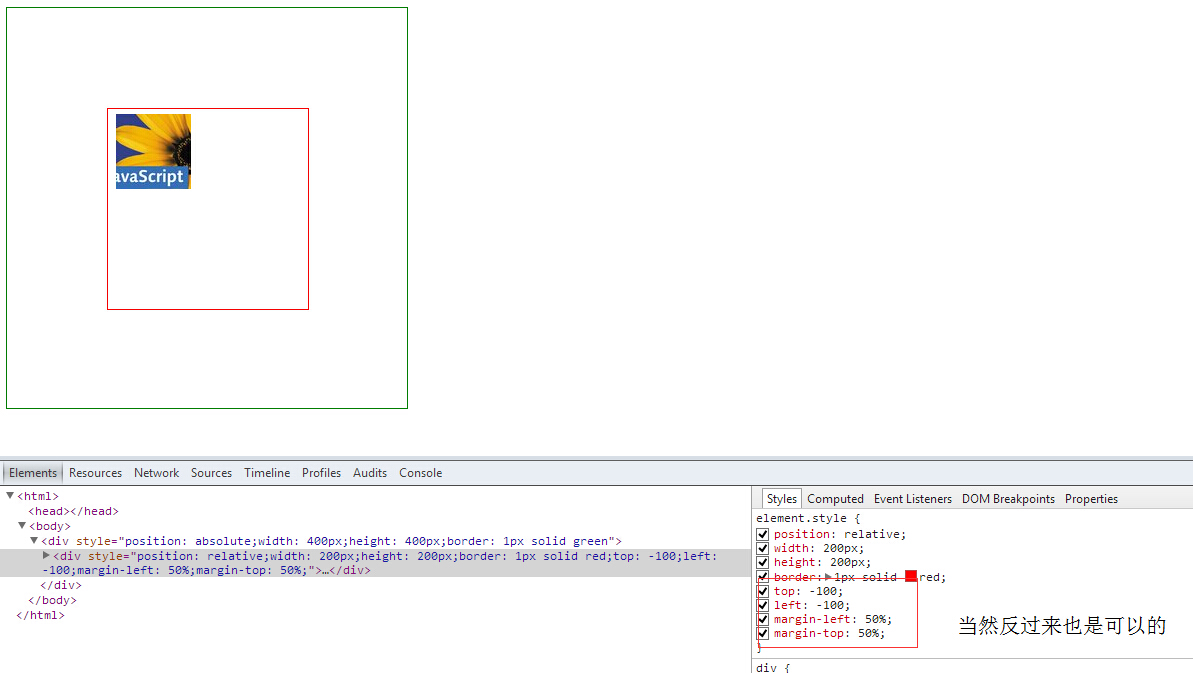 avaScript
Elements Resources Network Sources Timeline Profiles Audits Console
<html>
<head></head>
<body>
<div style="position: absolute;width: 400px;height: 400px;border: 1px solid green">
<div style="position: relative;width: 200px;height: 200px;border: 1px solid red;top: -100;left:
-100;margin-left: 50%;margin-top: 50%;">…</div>
</div>
</body>
</html>
Styles Computed Event Listeners DOM Breakpoints Properties
element.style {
position: relative;
width: 200px;
height: 200px;
border: 1px solid red;
top: -100;
left: -100;
margin-left: 50%;
margin-top: 50%;
}
当然反过来也是可以的
div {